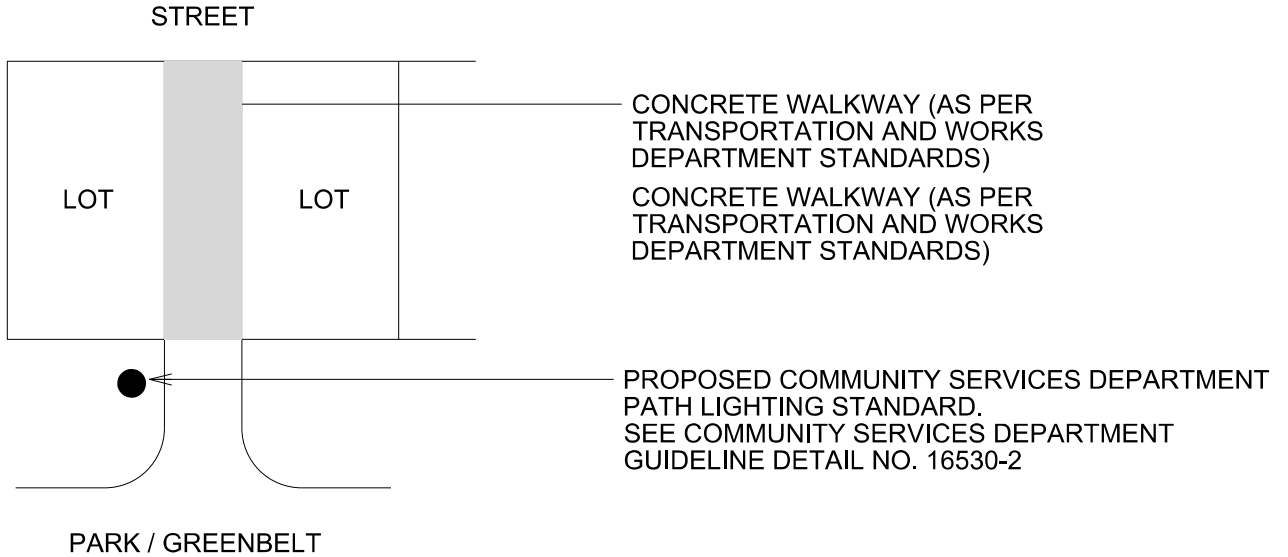 STREET
CONCRETE WALKWAY (AS PER
TRANSPORTATION AND WORKS
DEPARTMENT STANDARDS)
LOT
LOT
CONCRETE WALKWAY (AS PER
TRANSPORTATION AND WORKS
DEPARTMENT STANDARDS)
PROPOSED COMMUNITY SERVICES DEPARTMENT
PATH LIGHTING STANDARD.
SEE COMMUNITY SERVICES DEPARTMENT
GUIDELINE DETAIL NO. 16530-2
PARK / GREENBELT